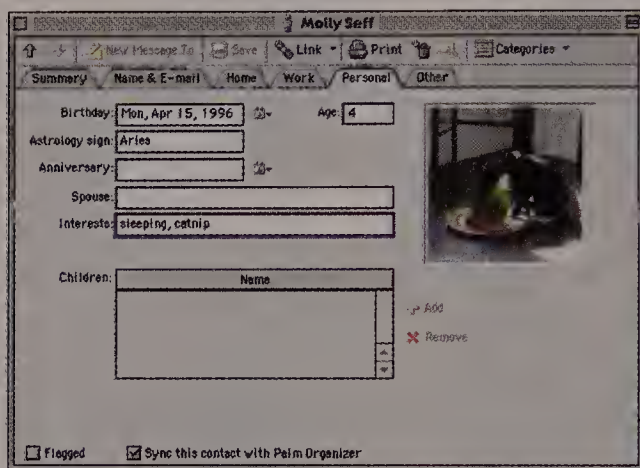 Molly Seff
New Message To Save Link Print Categories
Summary Name & E-mail Home Work Personal Other
Birthday: Mon, Apr 15, 1996 Age: 4
Astrology sign: Aries
Anniversary:
Spouse:
Interests: sleeping, catnip
Children: Name
Add
Remove
Flagged Sync this contact with Palm Organizer